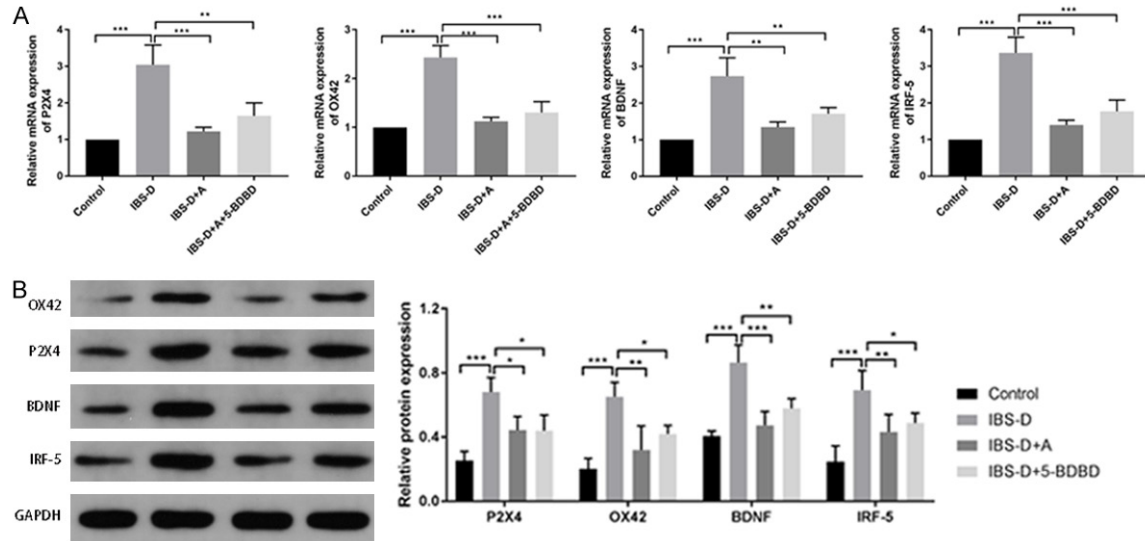 A
Relative mRNA expression
of P2X4
4
3
2
1
0
***
***
**
Control
IBS-D
IBS-D+A
IBS-D+A+5-BDBD
Relative mRNA expression
of OX42
3
2
1
0
***
***
***
Control
IBS-D
IBS-D+A
IBS-D+A+5-BDBD
Relative mRNA expression
of BDNF
4
3
2
1
0
***
**
**
Control
IBS-D
IBS-D+A
IBS-D+5-BDBD
Relative mRNA expression
of IRF-5
4
3
2
1
0
***
***
***
Control
IBS-D
IBS-D+A
IBS-D+5-BDBD
B
OX42
P2X4
BDNF
IRF-5
GAPDH
Relative protein expression
1.2
0.8
0.4
0.0
***
*
*
***
**
*
***
***
**
***
**
*
P2X4
OX42
BDNF
IRF-5
Control
IBS-D
IBS-D+A
IBS-D+5-BDBD